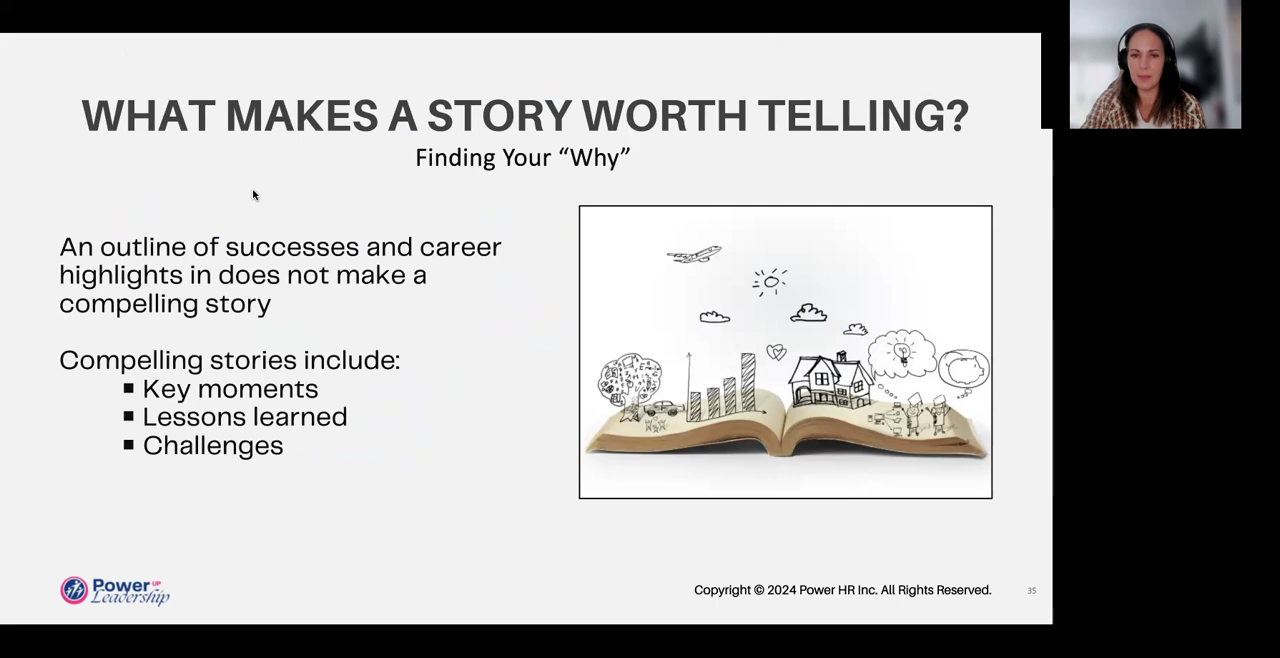 WHAT MAKES A STORY WORTH TELLING?
Finding Your “Why”
An outline of successes and career
highlights in does not make a
compelling story
Compelling stories include:
▪ Key moments
▪ Lessons learned
▪ Challenges
Power UP
Leadership
Copyright © 2024 Power HR Inc. All Rights Reserved.
35